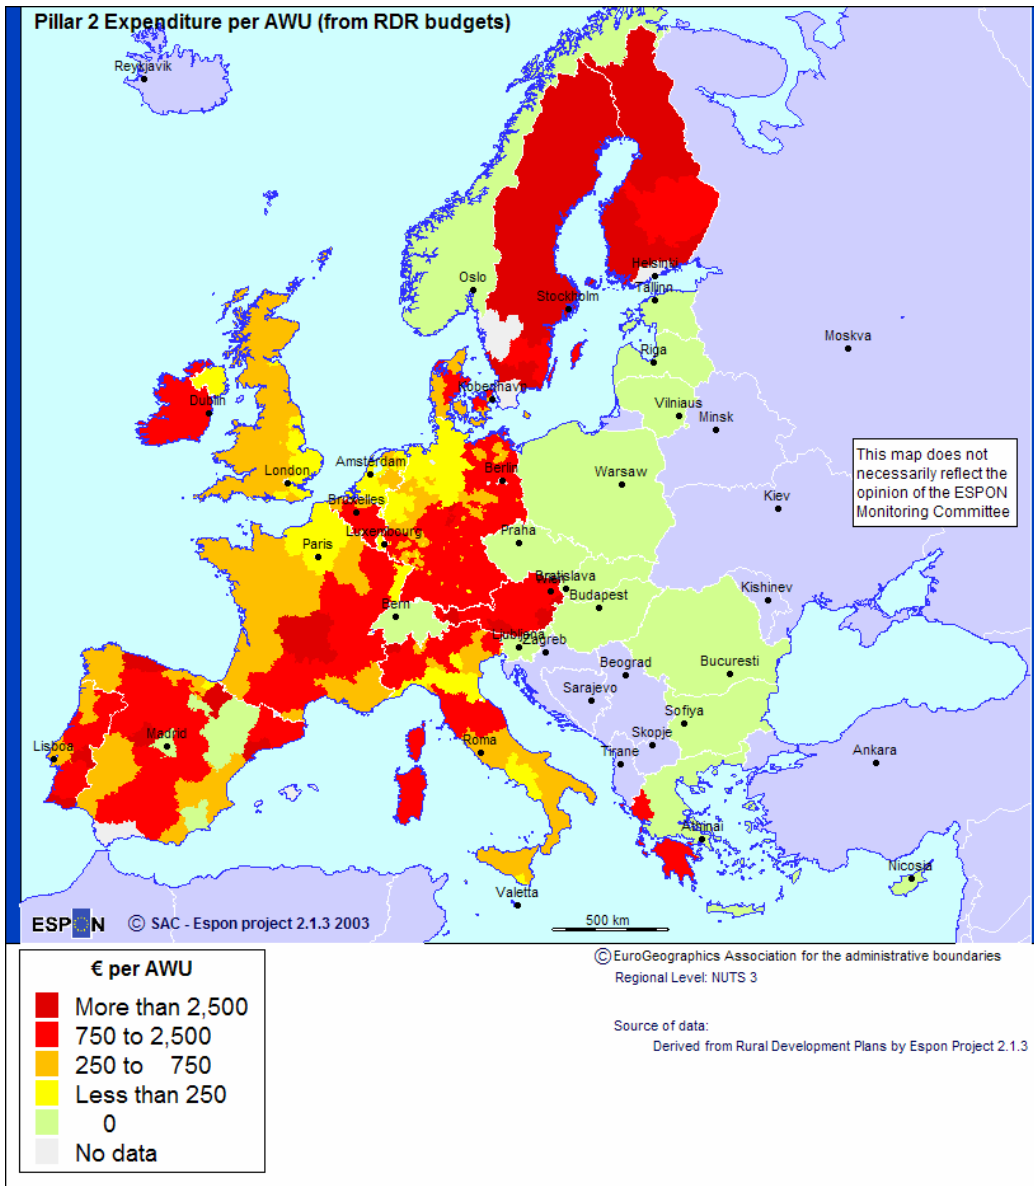 Pillar 2 Expenditure per AWU (from RDR budgets)
Reykjavik
Oslo
Helsinki
Tallinn
Stockholm
Moskva
Riga
Kobenhavn
Dublin
Vilniaus
Minsk
This map does not
necessarily reflect the
opinion of the ESPON
Monitoring Committee
London
Amsterdam
Berlin
Warsaw
Bruxelles
Kiev
Luxembourg
Praha
Paris
Bratislava
Wien
Budapest
Kishinev
Bern
Ljubljana
Zagreb
Beograd
Bucuresti
Sarajevo
Sofiya
Skopje
Madrid
Lisboa
Roma
Tirane
Ankara
Athinai
Nicosia
Valetta
ESPON © SAC - Espon project 2.1.3 2003
500 km
© EuroGeographics Association for the administrative boundaries
Regional Level: NUTS 3
Source of data:
Derived from Rural Development Plans by Espon Project 2.1.3
€ per AWU
More than 2,500
750 to 2,500
250 to 750
Less than 250
0
No data